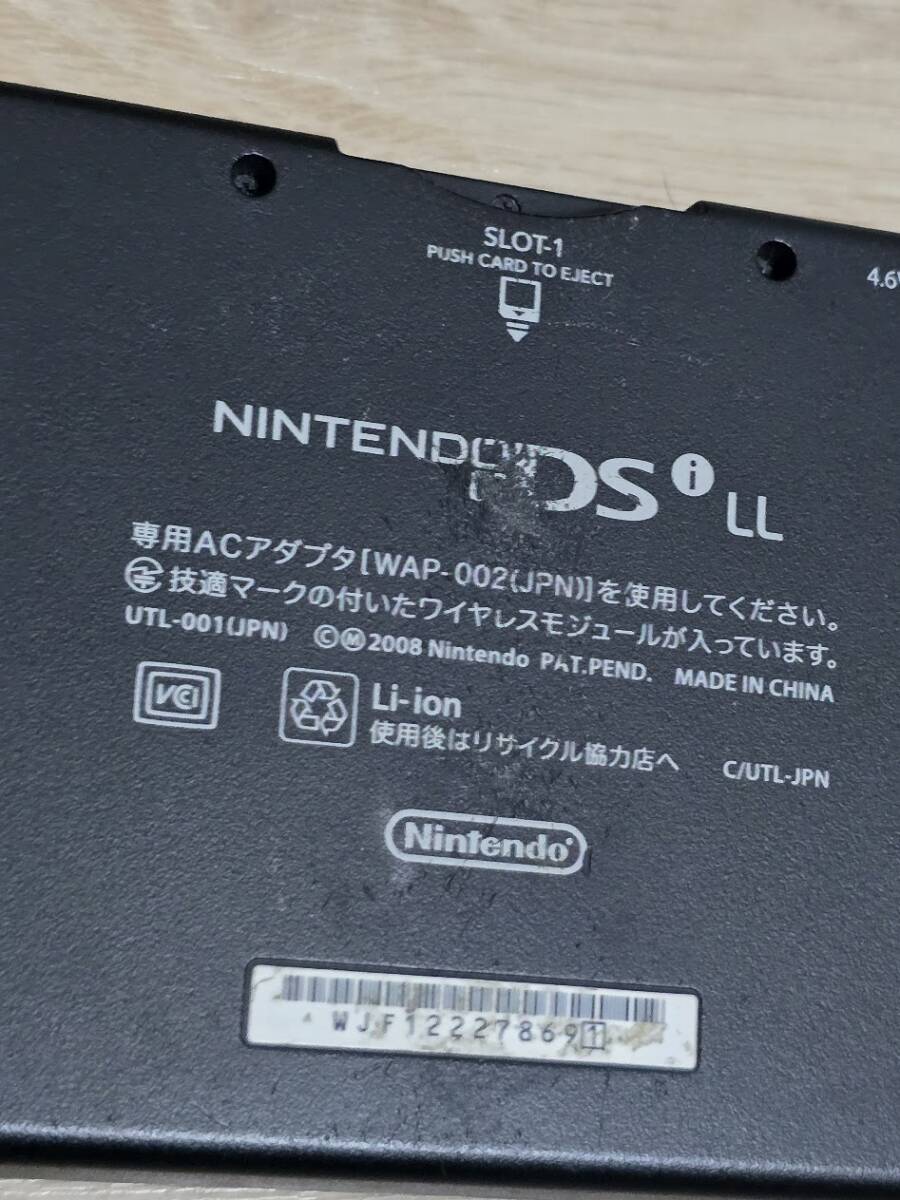 SLOT-1
PUSH CARD TO EJECT
4.6V
NINTENDO DSi LL
専用ACアダプタ[WAP-002(JPN)]を使用してください。
技適マークの付いたワイヤレスモジュールが入っています。
UTL-001(JPN) ©Ⓜ2008 Nintendo PAT.PEND. MADE IN CHINA
VCI
Li-ion
使用後はリサイクル協力店へ
C/UTL-JPN
Nintendo
WJF122278691